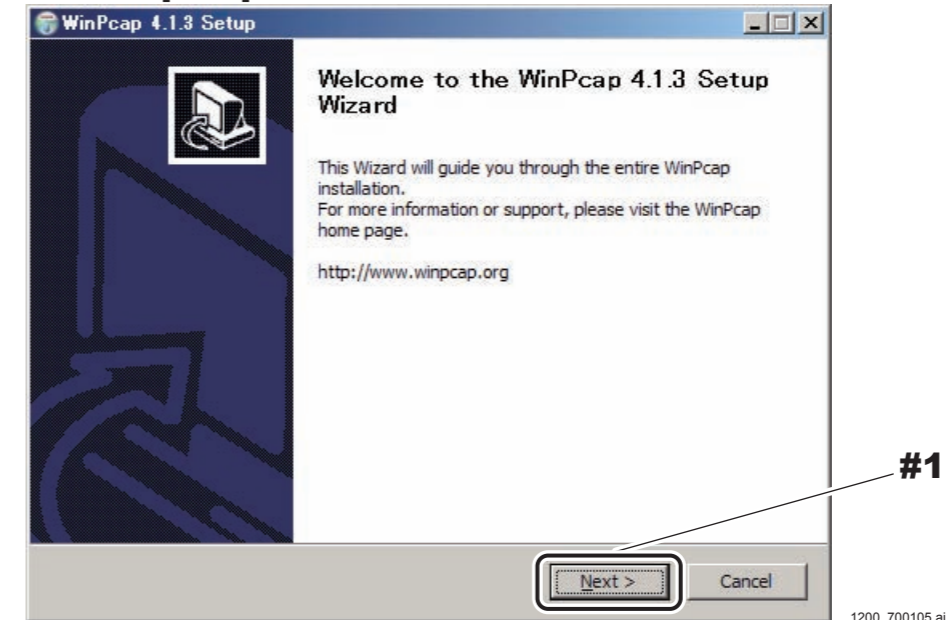 WinPcap 4.1.3 Setup
Welcome to the WinPcap 4.1.3 Setup
Wizard
This Wizard will guide you through the entire WinPcap
installation.
For more information or support, please visit the WinPcap
home page.
http://www.winpcap.org
#1
Next >
Cancel
1200_700105.ai